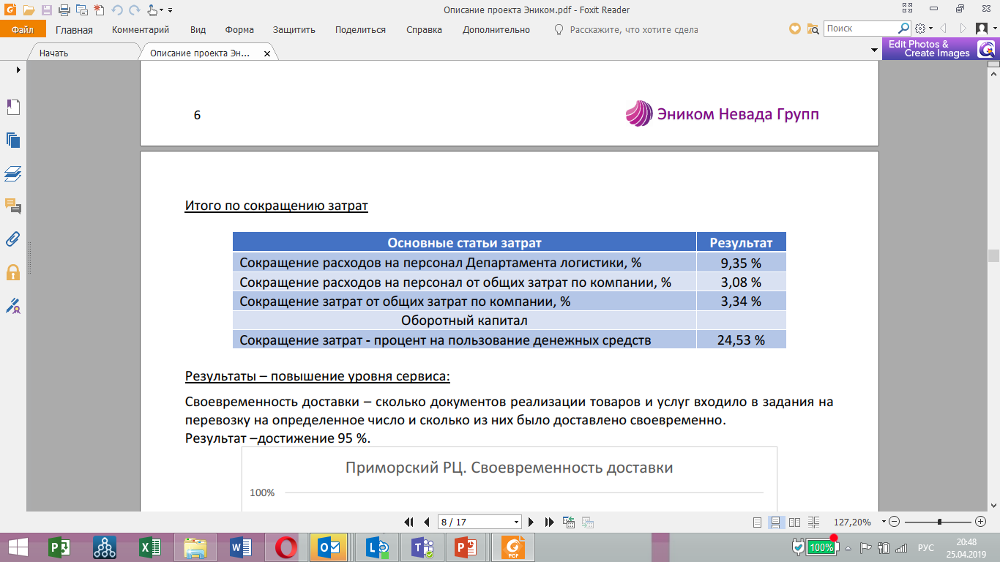 Описание проекта Эником.pdf - Foxit Reader
Файл Главная Комментарий Вид Форма Защитить Поделиться Справка Дополнительно Расскажите, что хотите сдела Поиск
Начать Описание проекта Эн... Edit Photos &
Create Images
6 Эником Невада Групп
Итого по сокращению затрат
Основные статьи затрат Результат
Сокращение расходов на персонал Департамента логистики, % 9,35 %
Сокращение расходов на персонал от общих затрат по компании, % 3,08 %
Сокращение затрат от общих затрат по компании, % 3,34 %
Оборотный капитал
Сокращение затрат - процент на пользование денежных средств 24,53 %
Результаты – повышение уровня сервиса:
Своевременность доставки – сколько документов реализации товаров и услуг входило в задания на
перевозку на определенное число и сколько из них было доставлено своевременно.
Результат –достижение 95 %.
Приморский РЦ. Своевременность доставки
100%
8 / 17 127,20%
100% РУС 20:48
25.04.2019